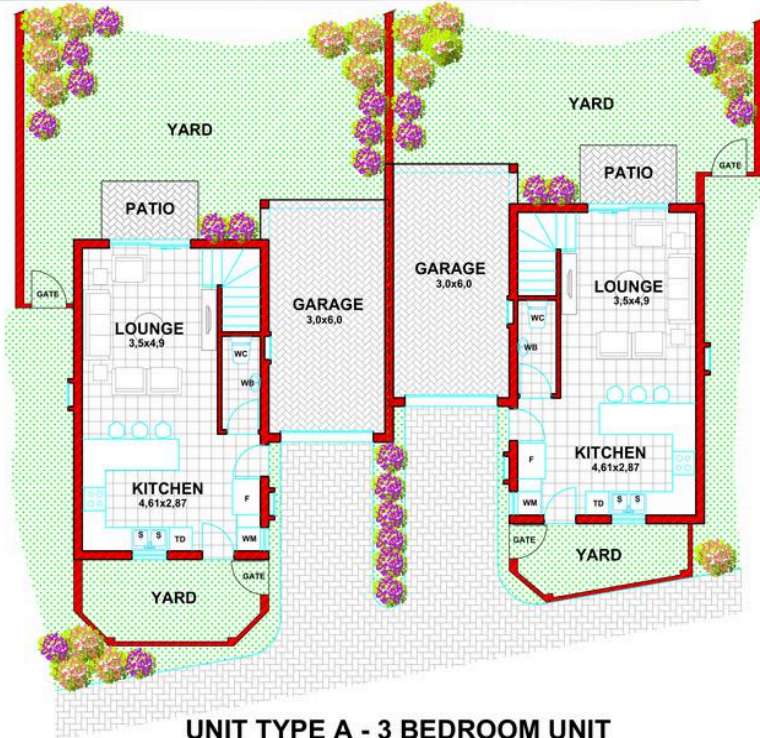 YARD
YARD
GATE
PATIO
PATIO
GARAGE
3,0x6,0
GATE
LOUNGE
3,5x4,9
GARAGE
3,0x6,0
WC
LOUNGE
3,5x4,9
WB
WC
WB
KITCHEN
4,61x2,87
F
KITCHEN
4,61x2,87
F
WM
TD
S
S
S
S
TD
WM
GATE
YARD
GATE
YARD
UNIT TYPE A - 3 BEDROOM UNIT